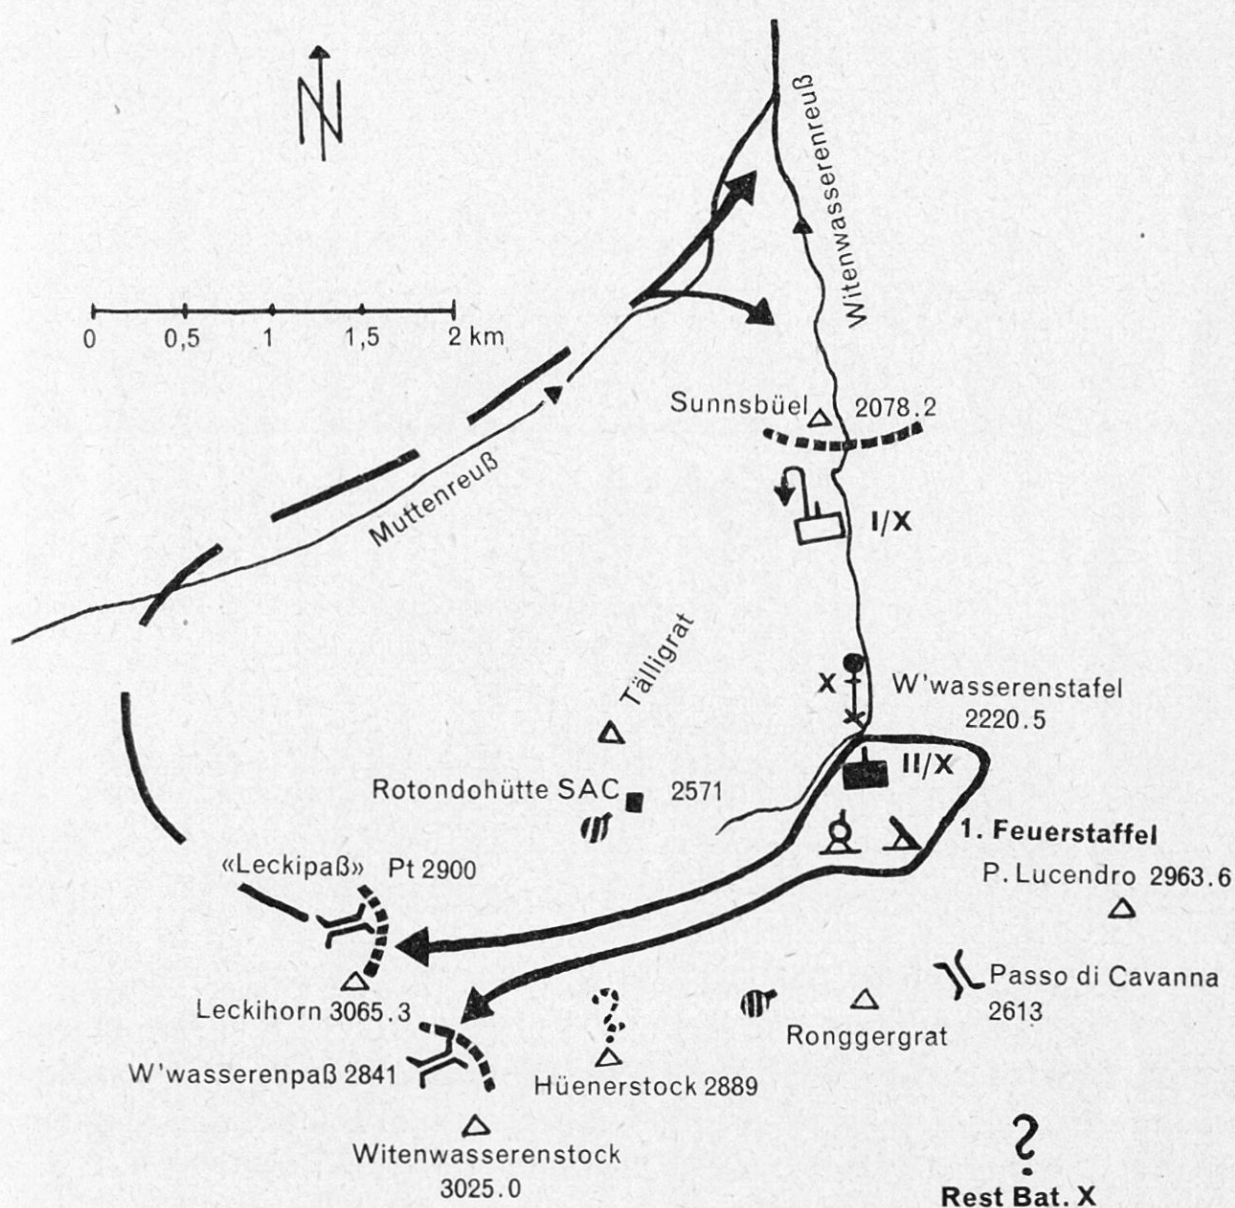 N
Witenwasserenreuß
0 0,5 1 1,5 2 km
Sunnsbüel 2078.2
Muttenreuß
I/X
Tälligrat
X W'wasserenstafel
2220.5
II/X
Rotondohütte SAC 2571
1. Feuerstaffel
«Leckipaß» Pt 2900
P. Lucendro 2963.6
Passo di Cavanna
2613
Leckihorn 3065.3
Ronggergrat
W'wasserenpaß 2841
?
Hüenerstock 2889
Witenwasserenstock
3025.0
?
Rest Bat. X